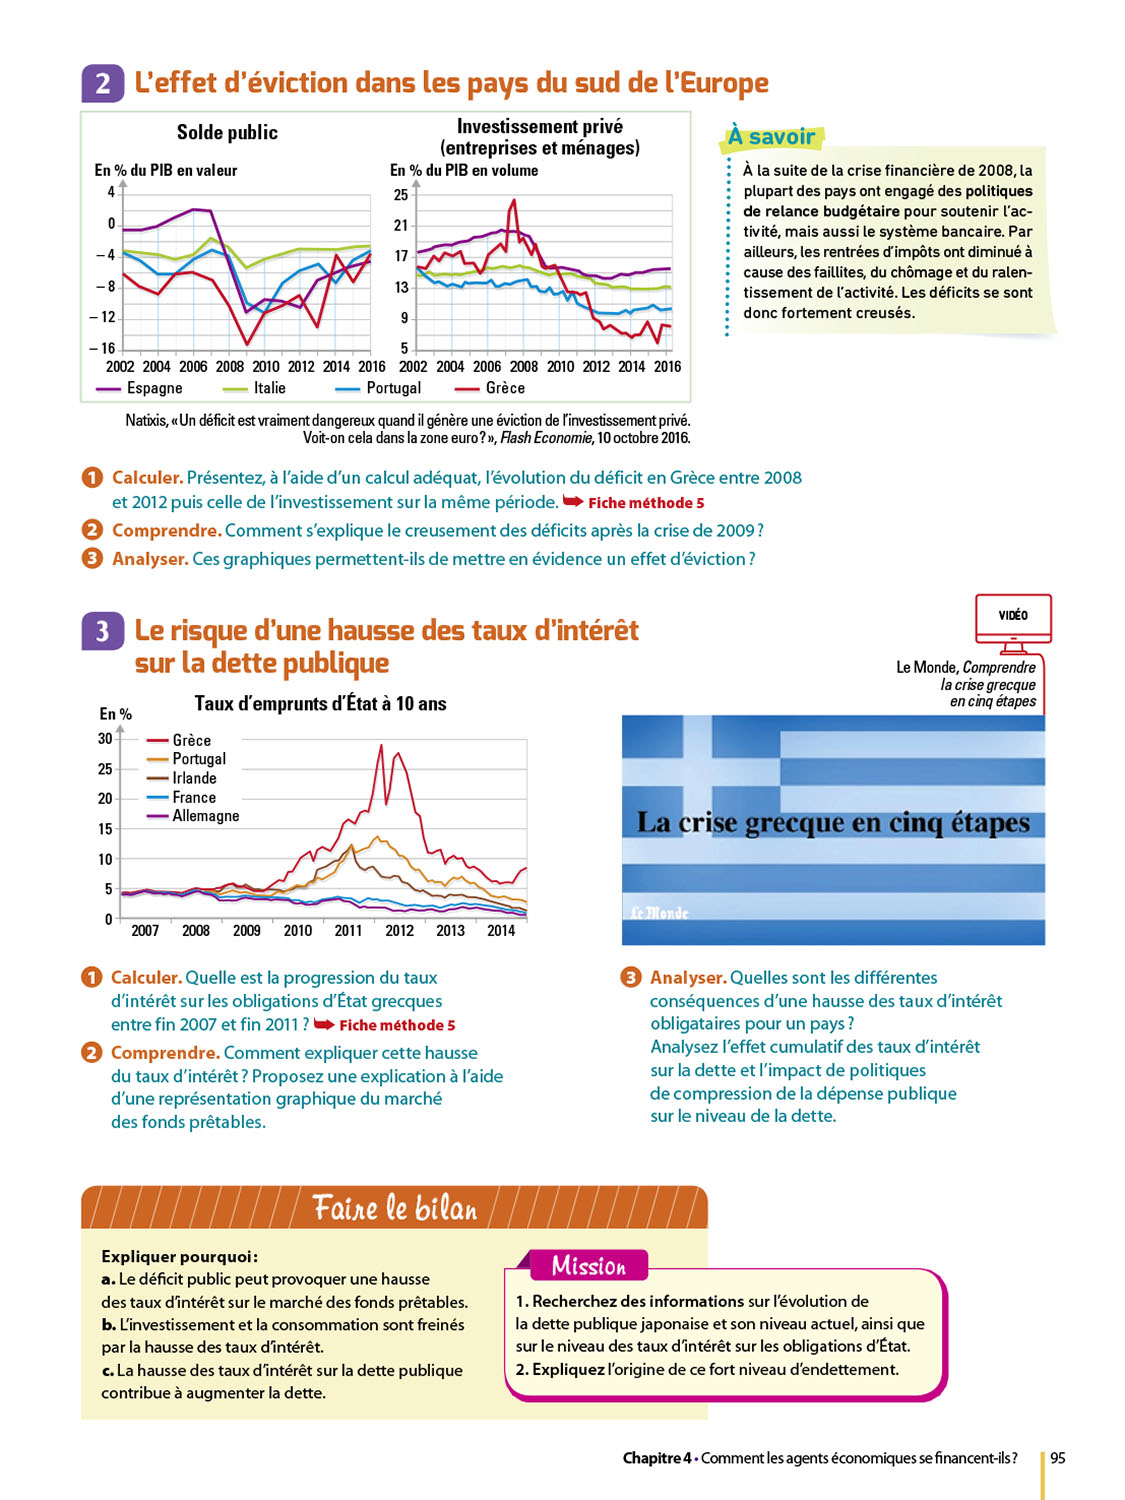 2 L'effet d'éviction dans les pays du sud de l'Europe
Solde public
En % du PIB en valeur
4
0
– 4
– 8
– 12
– 16
2002 2004 2006 2008 2010 2012 2014 2016
Investissement privé
(entreprises et ménages)
En % du PIB en volume
25
21
17
13
9
5
2002 2004 2006 2008 2010 2012 2014 2016
Espagne Italie Portugal Grèce
Natixis, « Un déficit est vraiment dangereux quand il génère une éviction de l'investissement privé.
Voit-on cela dans la zone euro ? », Flash Economie, 10 octobre 2016.
À savoir
À la suite de la crise financière de 2008, la
plupart des pays ont engagé des politiques
de relance budgétaire pour soutenir l'ac-
tivité, mais aussi le système bancaire. Par
ailleurs, les rentrées d'impôts ont diminué à
cause des faillites, du chômage et du ralen-
tissement de l'activité. Les déficits se sont
donc fortement creusés.
1 Calculer. Présentez, à l'aide d'un calcul adéquat, l'évolution du déficit en Grèce entre 2008
et 2012 puis celle de l'investissement sur la même période. Fiche méthode 5
2 Comprendre. Comment s'explique le creusement des déficits après la crise de 2009 ?
3 Analyser. Ces graphiques permettent-ils de mettre en évidence un effet d'éviction ?
3 Le risque d'une hausse des taux d'intérêt
sur la dette publique
Taux d'emprunts d'État à 10 ans
En %
30
25
20
15
10
5
0
Grèce
Portugal
Irlande
France
Allemagne
2007 2008 2009 2010 2011 2012 2013 2014
VIDÉO
Le Monde, Comprendre
la crise grecque
en cinq étapes
La crise grecque en cinq étapes
Le Monde
1 Calculer. Quelle est la progression du taux
d'intérêt sur les obligations d'État grecques
entre fin 2007 et fin 2011 ? Fiche méthode 5
2 Comprendre. Comment expliquer cette hausse
du taux d'intérêt ? Proposez une explication à l'aide
d'une représentation graphique du marché
des fonds prêtables.
3 Analyser. Quelles sont les différentes
conséquences d'une hausse des taux d'intérêt
obligataires pour un pays ?
Analysez l'effet cumulatif des taux d'intérêt
sur la dette et l'impact de politiques
de compression de la dépense publique
sur le niveau de la dette.
Faire le bilan
Expliquer pourquoi :
a. Le déficit public peut provoquer une hausse
des taux d'intérêt sur le marché des fonds prêtables.
b. L'investissement et la consommation sont freinés
par la hausse des taux d'intérêt.
c. La hausse des taux d'intérêt sur la dette publique
contribue à augmenter la dette.
Mission
1. Recherchez des informations sur l'évolution de
la dette publique japonaise et son niveau actuel, ainsi que
sur le niveau des taux d'intérêt sur les obligations d'État.
2. Expliquez l'origine de ce fort niveau d'endettement.
Chapitre 4 • Comment les agents économiques se financent-ils ? 95